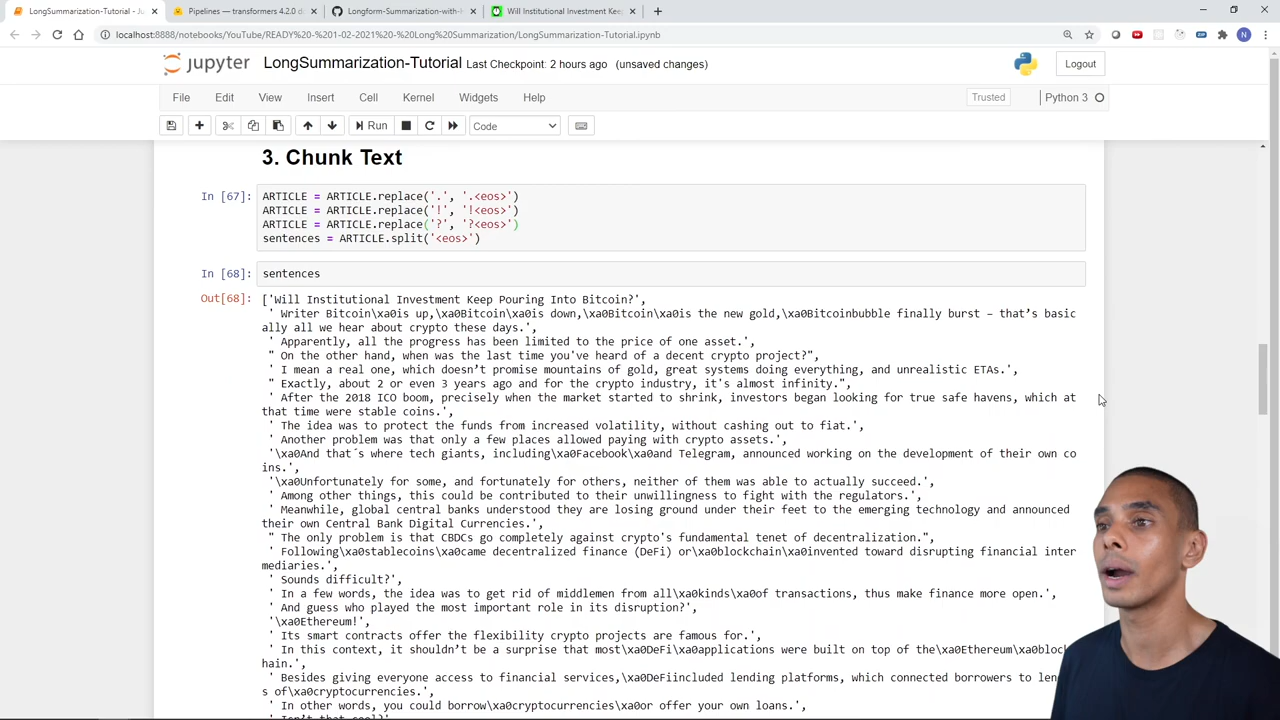 LongSummarization-Tutorial - Ju
Pipelines — transformers 4.2.0 d
Longform-Summarization-with-
Will Institutional Investment Keep
localhost:8888/notebooks/YouTube/READY%20-%201-02-2021%20-%20Long%20Summarization/LongSummarization-Tutorial.ipynb
jupyter LongSummarization-Tutorial Last Checkpoint: 2 hours ago (unsaved changes) Logout
File Edit View Insert Cell Kernel Widgets Help Trusted Python 3
Run Code
3. Chunk Text
In [67]: ARTICLE = ARTICLE.replace('.', '.<eos>')
ARTICLE = ARTICLE.replace('!', '!<eos>')
ARTICLE = ARTICLE.replace('?', '?<eos>')
sentences = ARTICLE.split('<eos>')
In [68]: sentences
Out[68]: ['Will Institutional Investment Keep Pouring Into Bitcoin?',
' Writer Bitcoin\xa0is up,\xa0Bitcoin\xa0is down,\xa0Bitcoin\xa0is the new gold,\xa0Bitcoinbubble finally burst – that’s basic
ally all we hear about crypto these days.',
' Apparently, all the progress has been limited to the price of one asset.',
" On the other hand, when was the last time you've heard of a decent crypto project?",
' I mean a real one, which doesn’t promise mountains of gold, great systems doing everything, and unrealistic ETAs.',
" Exactly, about 2 or even 3 years ago and for the crypto industry, it's almost infinity.",
' After the 2018 ICO boom, precisely when the market started to shrink, investors began looking for true safe havens, which at
that time were stable coins.',
' The idea was to protect the funds from increased volatility, without cashing out to fiat.',
' Another problem was that only a few places allowed paying with crypto assets.',
'\xa0And that´s where tech giants, including\xa0Facebook\xa0and Telegram, announced working on the development of their own co
ins.',
'\xa0Unfortunately for some, and fortunately for others, neither of them was able to actually succeed.',
' Among other things, this could be contributed to their unwillingness to fight with the regulators.',
' Meanwhile, global central banks understood they are losing ground under their feet to the emerging technology and announced
their own Central Bank Digital Currencies.',
" The only problem is that CBDCs go completely against crypto's fundamental tenet of decentralization.",
' Following\xa0stablecoins\xa0came decentralized finance (DeFi) or\xa0blockchain\xa0invented toward disrupting financial inter
mediaries.',
' Sounds difficult?',
' In a few words, the idea was to get rid of middlemen from all\xa0kinds\xa0of transactions, thus make finance more open.',
' And guess who played the most important role in its disruption?',
'\xa0Ethereum!',
' Its smart contracts offer the flexibility crypto projects are famous for.',
' In this context, it shouldn’t be a surprise that most\xa0DeFi\xa0applications were built on top of the\xa0Ethereum\xa0block
hain.',
' Besides giving everyone access to financial services,\xa0DeFiincluded lending platforms, which connected borrowers to len
s of\xa0cryptocurrencies.',
' In other words, you could borrow\xa0cryptocurrencies\xa0or offer your own loans.',
' Isn't that cool?'